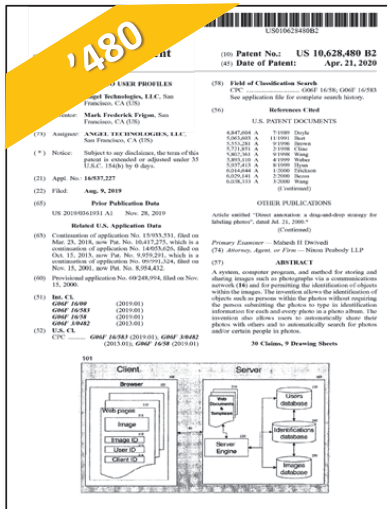 '480
US010628480B2
(10) Patent No.: US 10,628,480 B2
(45) Date of Patent: Apr. 21, 2020
O USER PROFILES
Angel Technologies, LLC, San
Francisco, CA (US)
Mark Frederick Frigon, San
Francisco, CA (US)
(73) Assignee: ANGEL TECHNOLOGIES, LLC,
San Francisco, CA (US)
(*) Notice: Subject to any disclaimer, the term of this
patent is extended or adjusted under 35
U.S.C. 154(b) by 0 days.
(21) Appl. No.: 16/537,227
(22) Filed: Aug. 9, 2019
(65) Prior Publication Data
US 2019/0361931 A1 Nov. 28, 2019
Related U.S. Application Data
(63) Continuation of application No. 15/933,531, filed on
Mar. 23, 2018, now Pat. No. 10,417,275, which is a
continuation of application No. 14/053,626, filed on
Oct. 15, 2013, now Pat. No. 9,959,291, which is a
continuation of application No. 09/991,324, filed on
Nov. 15, 2001, now Pat. No. 8,954,432.
(60) Provisional application No. 60/248,994, filed on Nov.
15, 2000.
(51) Int. Cl.
G06F 16/00 (2019.01)
G06F 16/583 (2019.01)
G06F 16/58 (2019.01)
G06F 3/0482 (2013.01)
(52) U.S. Cl.
CPC G06F 16/583 (2019.01); G06F 3/0482
(2013.01); G06F 16/58 (2019.01)
(58) Field of Classification Search
CPC G06F 16/58; G06F 16/583
See application file for complete search history.
(56) References Cited
U.S. PATENT DOCUMENTS
(Continued)
OTHER PUBLICATIONS
Article entitled "Direct annotation: a drag-and-drop strategy for
labeling photos", dated Jul. 21, 2000.*
(Continued)
Primary Examiner — Mahesh H Dwivedi
(74) Attorney, Agent, or Firm — Nixon Peabody LLP
(57) ABSTRACT
A system, computer program, and method for storing and
sharing images such as photographs via a communications
network (16) and for permitting the identification of objects
within the images. The invention allows the identification of
objects such as persons within the photos without requiring
the person submitting the photos to type in identification
information for each and every photo in a photo album. The
invention also allows users to automatically share their
photos with others and to automatically search for photos
and/or certain people in photos.
30 Claims, 9 Drawing Sheets
101
Client
Server
Browser
Web pages
Image
Image ID
User ID
Client ID
Web
Documents
&
Templates
Server
Engine
Users
database
Identifications
database
Images
database